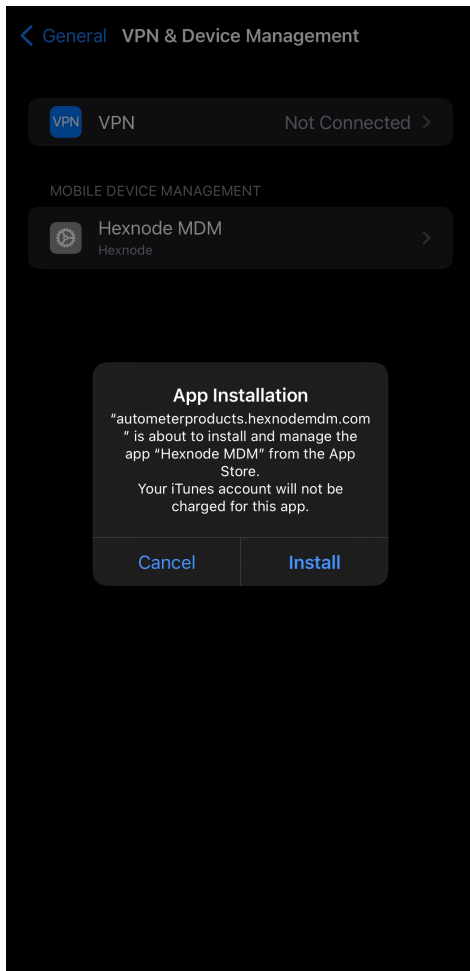 General VPN & Device Management
VPN VPN Not Connected
MOBILE DEVICE MANAGEMENT
Hexnode MDM
Hexnode
App Installation
“autometerproducts.hexnodemdm.com
” is about to install and manage the
app “Hexnode MDM” from the App
Store.
Your iTunes account will not be
charged for this app.
Cancel Install